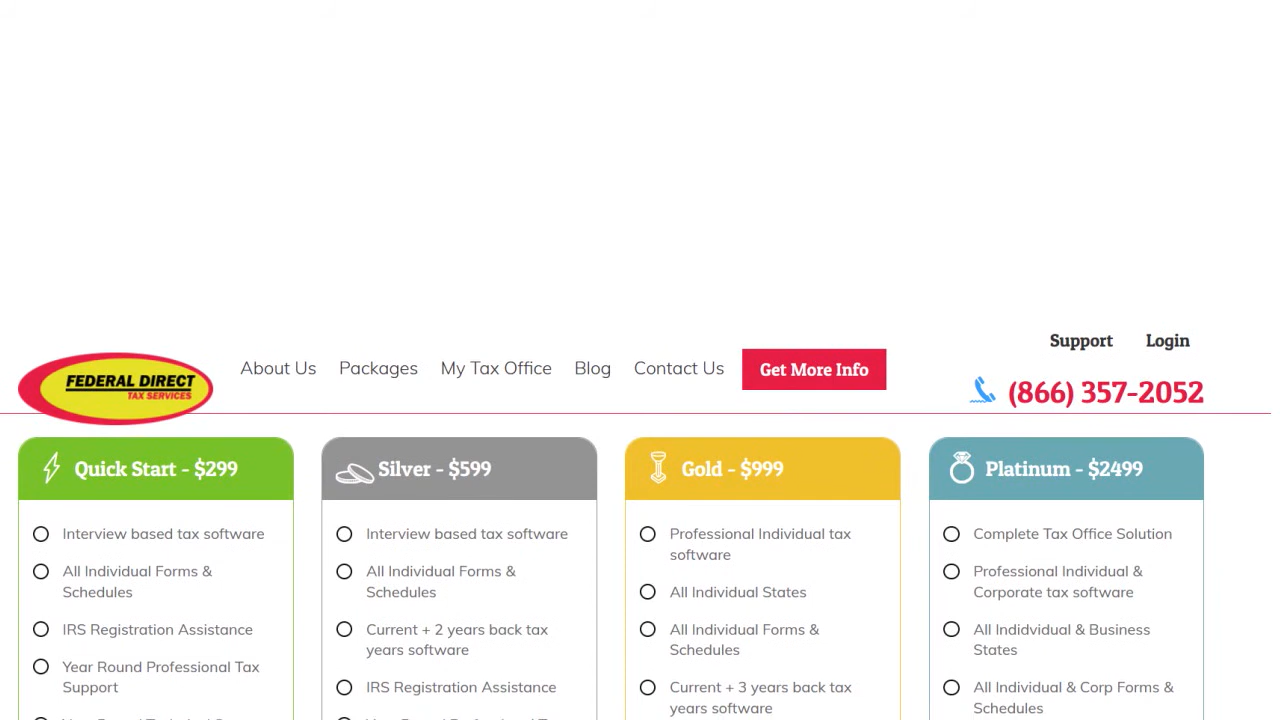 Support Login
FEDERAL DIRECT
TAX SERVICES
About Us Packages My Tax Office Blog Contact Us Get More Info
(866) 357-2052
Quick Start - $299
Interview based tax software
All Individual Forms &
Schedules
IRS Registration Assistance
Year Round Professional Tax
Support
Silver - $599
Interview based tax software
All Individual Forms &
Schedules
Current + 2 years back tax
years software
IRS Registration Assistance
Gold - $999
Professional Individual tax
software
All Individual States
All Individual Forms &
Schedules
Current + 3 years back tax
years software
Platinum - $2499
Complete Tax Office Solution
Professional Individual &
Corporate tax software
All Indidvidual & Business
States
All Individual & Corp Forms &
Schedules